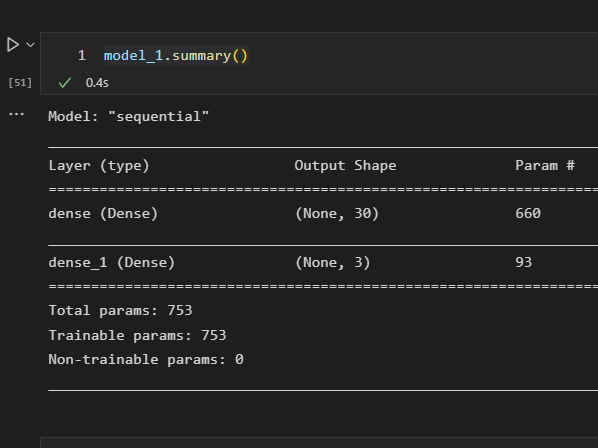 1 model_1.summary()
[51] 0.4s
Model: "sequential"
_________________________________________________________________
Layer (type) Output Shape Param #
=================================================================
dense (Dense) (None, 30) 660
_________________________________________________________________
dense_1 (Dense) (None, 3) 93
=================================================================
Total params: 753
Trainable params: 753
Non-trainable params: 0
_________________________________________________________________